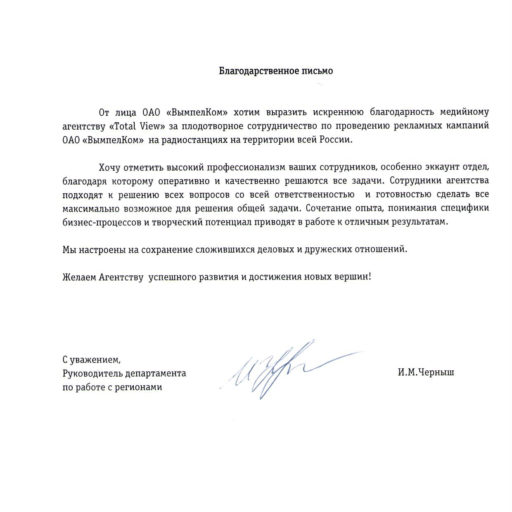 Благодарственное письмо
От лица ОАО «ВымпелКом» хотим выразить искреннюю благодарность медийному
агентству «Total View» за плодотворное сотрудничество по проведению рекламных кампаний
ОАО «ВымпелКом» на радиостанциях на территории всей России.
Хочу отметить высокий профессионализм ваших сотрудников, особенно эккаунт отдел,
благодаря которому оперативно и качественно решаются все задачи. Сотрудники агентства
подходят к решению всех вопросов со всей ответственностью и готовностью сделать все
максимально возможное для решения общей задачи. Сочетание опыта, понимания специфики
бизнес-процессов и творческий потенциал приводят в работе к отличным результатам.
Мы настроены на сохранение сложившихся деловых и дружеских отношений.
Желаем Агентству успешного развития и достижения новых вершин!
С уважением,
Руководитель департамента
по работе с регионами
И.М.Черныш